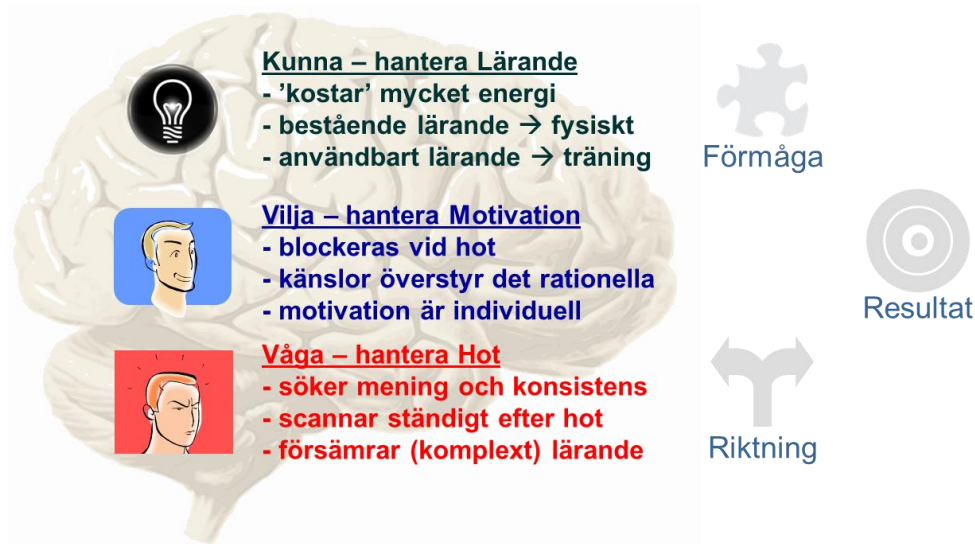 Kunna – hantera Lärande
- ’kostar’ mycket energi
- bestående lärande → fysiskt
- användbart lärande → träning
Förmåga
Vilja – hantera Motivation
- blockeras vid hot
- känslor överstyr det rationella
- motivation är individuell
Resultat
Våga – hantera Hot
- söker mening och konsistens
- scannar ständigt efter hot
- försämrar (komplext) lärande
Riktning